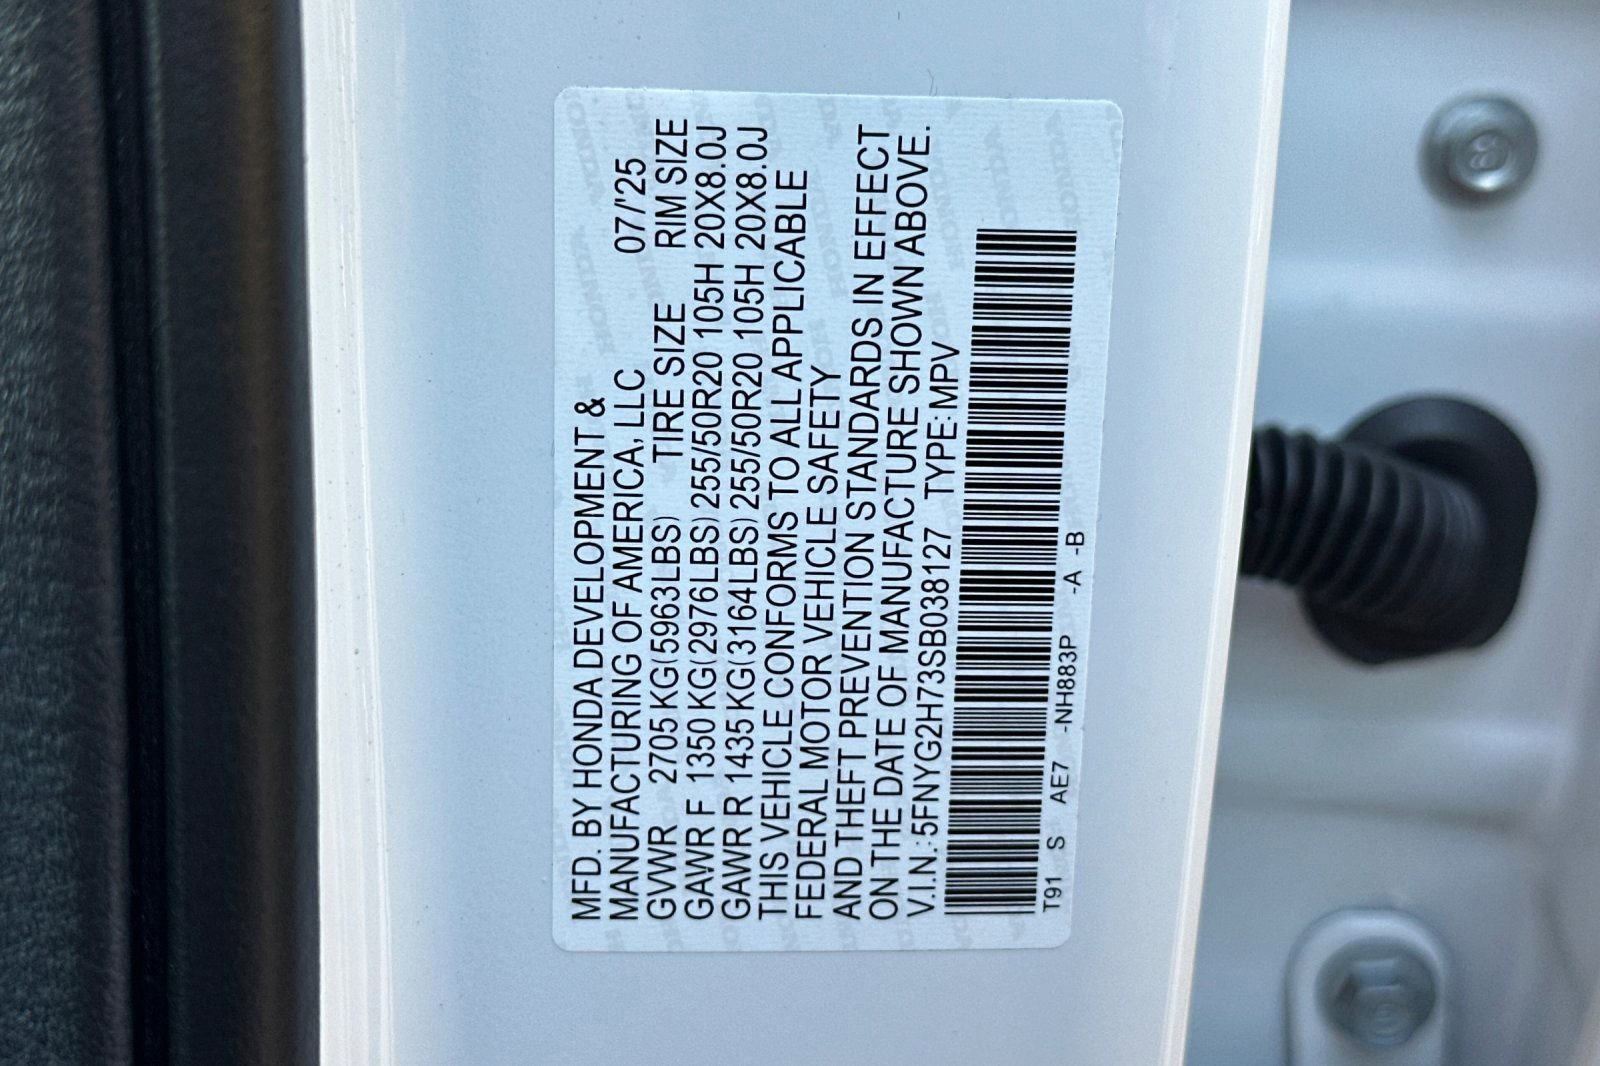 MFD. BY HONDA DEVELOPMENT &
MANUFACTURING OF AMERICA, LLC 07/'25
GVWR 2705 KG(5963LBS) TIRE SIZE RIM SIZE
GAWR F 1350 KG(2976LBS) 255/50R20 105H 20X8.0J
GAWR R 1435 KG(3164LBS) 255/50R20 105H 20X8.0J
THIS VEHICLE CONFORMS TO ALL APPLICABLE
FEDERAL MOTOR VEHICLE SAFETY
AND THEFT PREVENTION STANDARDS IN EFFECT
ON THE DATE OF MANUFACTURE SHOWN ABOVE.
V.I.N.:5FNYG2H73SB038127 TYPE:MPV
T91 S AE7 -NH883P -A -B